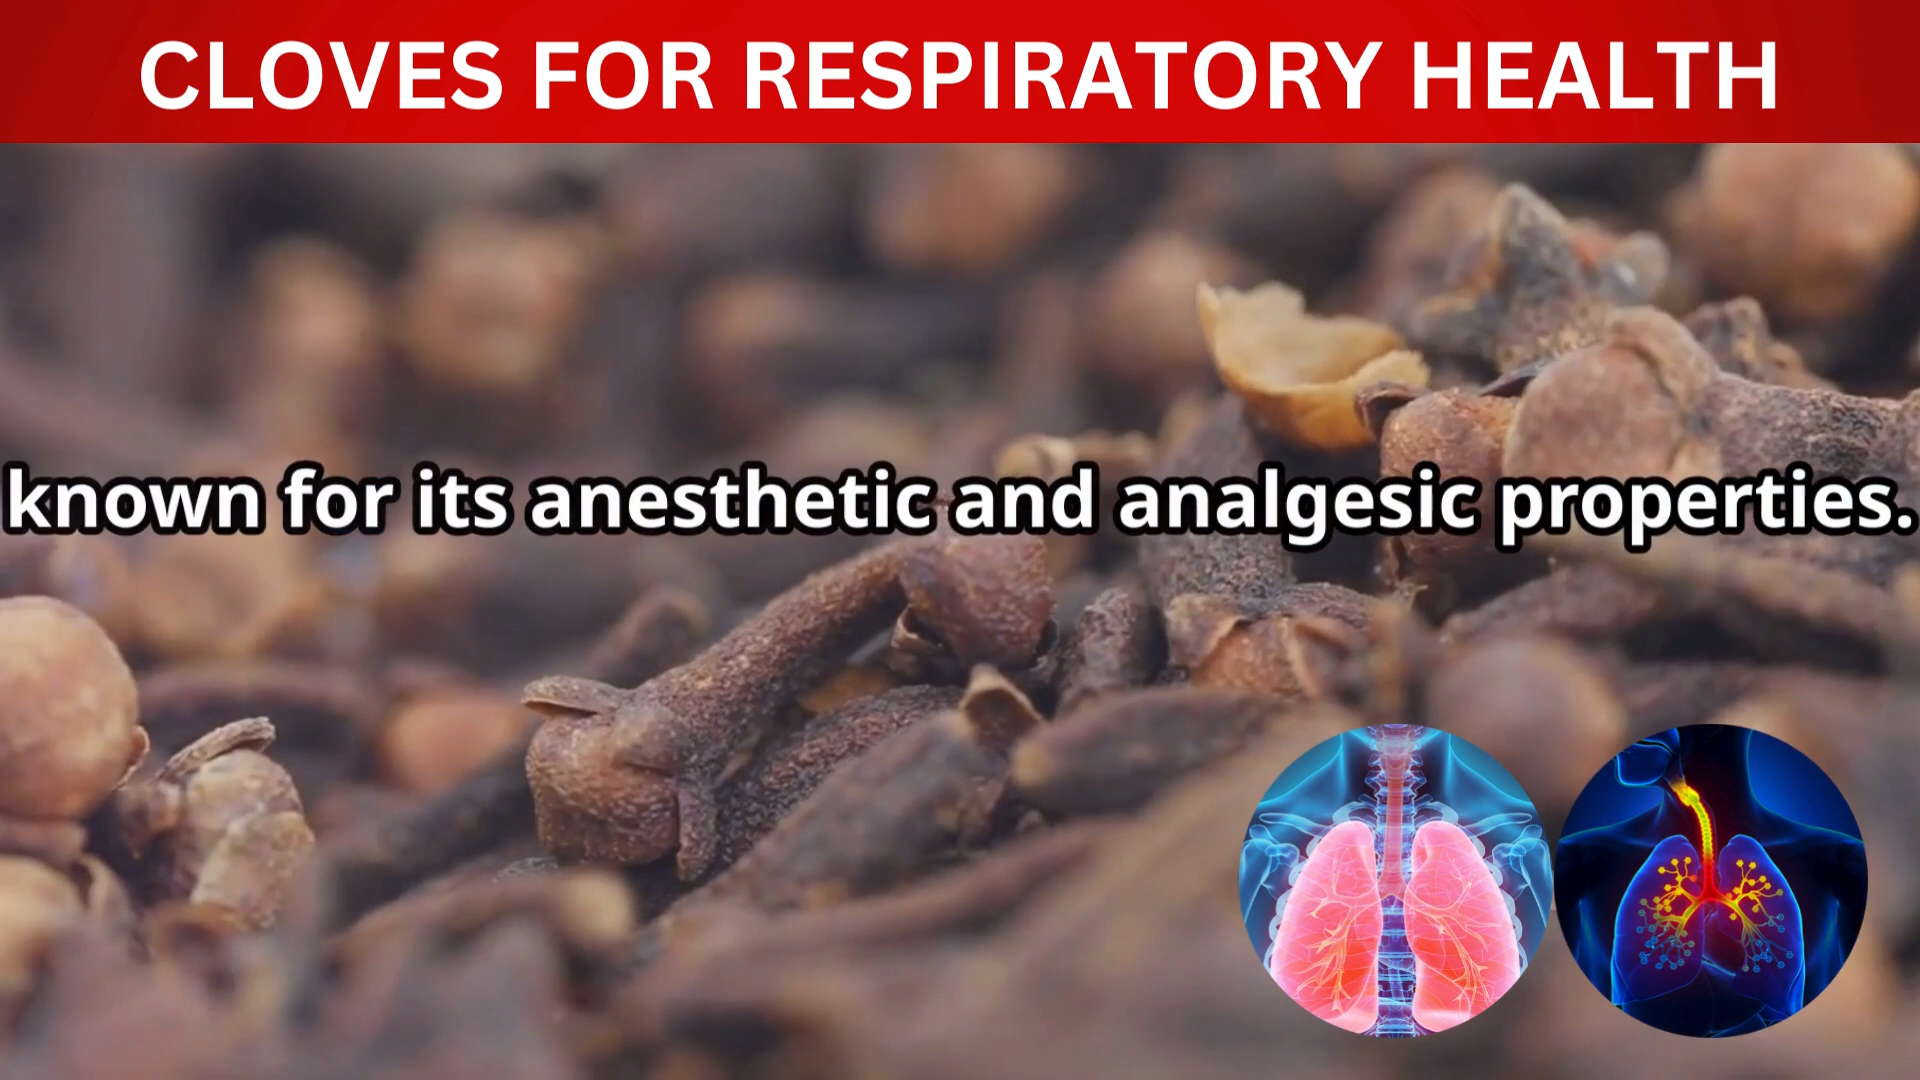 CLOVES FOR RESPIRATORY HEALTH
known for its anesthetic and analgesic properties.